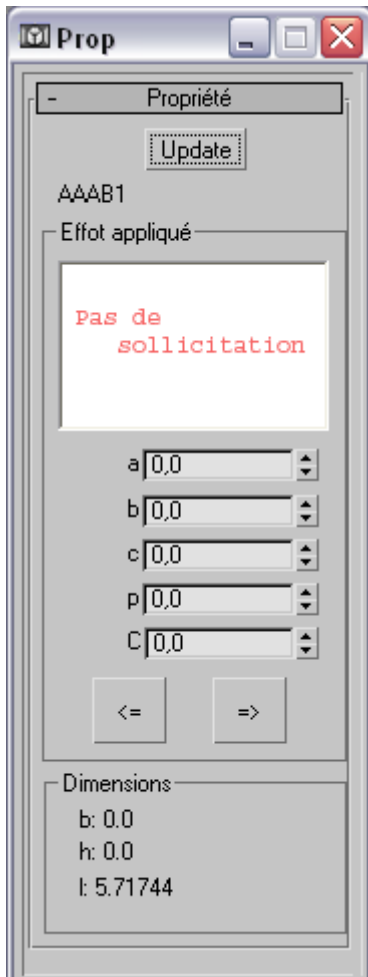 Prop
- Propriété
Update
AAAB1
Effot appliqué
Pas de
sollicitation
a 0,0
b 0,0
c 0,0
p 0,0
C 0,0
<= =>
Dimensions
b: 0.0
h: 0.0
l: 5.71744